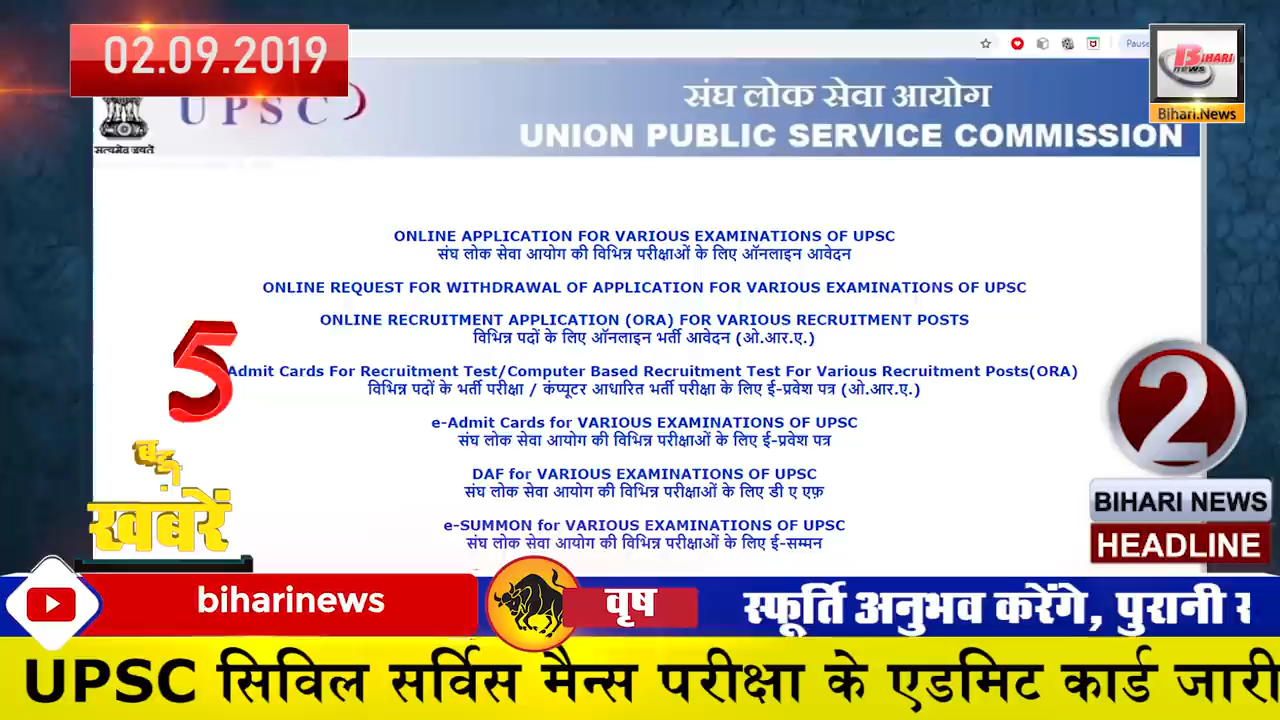 02.09.2019
Pause
BIHARI
news
Bihari.News
UPSC
सत्यमेव जयते
संघ लोक सेवा आयोग
UNION PUBLIC SERVICE COMMISSION
ONLINE APPLICATION FOR VARIOUS EXAMINATIONS OF UPSC
संघ लोक सेवा आयोग की विभिन्न परीक्षाओं के लिए ऑनलाइन आवेदन
ONLINE REQUEST FOR WITHDRAWAL OF APPLICATION FOR VARIOUS EXAMINATIONS OF UPSC
ONLINE RECRUITMENT APPLICATION (ORA) FOR VARIOUS RECRUITMENT POSTS
विभिन्न पदों के लिए ऑनलाइन भर्ती आवेदन (ओ.आर.ए.)
Admit Cards For Recruitment Test/Computer Based Recruitment Test For Various Recruitment Posts(ORA)
विभिन्न पदों के भर्ती परीक्षा / कंप्यूटर आधारित भर्ती परीक्षा के लिए ई-प्रवेश पत्र (ओ.आर.ए.)
e-Admit Cards for VARIOUS EXAMINATIONS OF UPSC
संघ लोक सेवा आयोग की विभिन्न परीक्षाओं के लिए ई-प्रवेश पत्र
DAF for VARIOUS EXAMINATIONS OF UPSC
संघ लोक सेवा आयोग की विभिन्न परीक्षाओं के लिए डी ए एफ़
e-SUMMON for VARIOUS EXAMINATIONS OF UPSC
संघ लोक सेवा आयोग की विभिन्न परीक्षाओं के लिए ई-सम्मन
5
बड़ी
खबरें
2
BIHARI NEWS
HEADLINE
biharinews
वृष
स्फूर्ति अनुभव करेंगे, पुरानी
UPSC सिविल सर्विस मैन्स परीक्षा के एडमिट कार्ड जारी